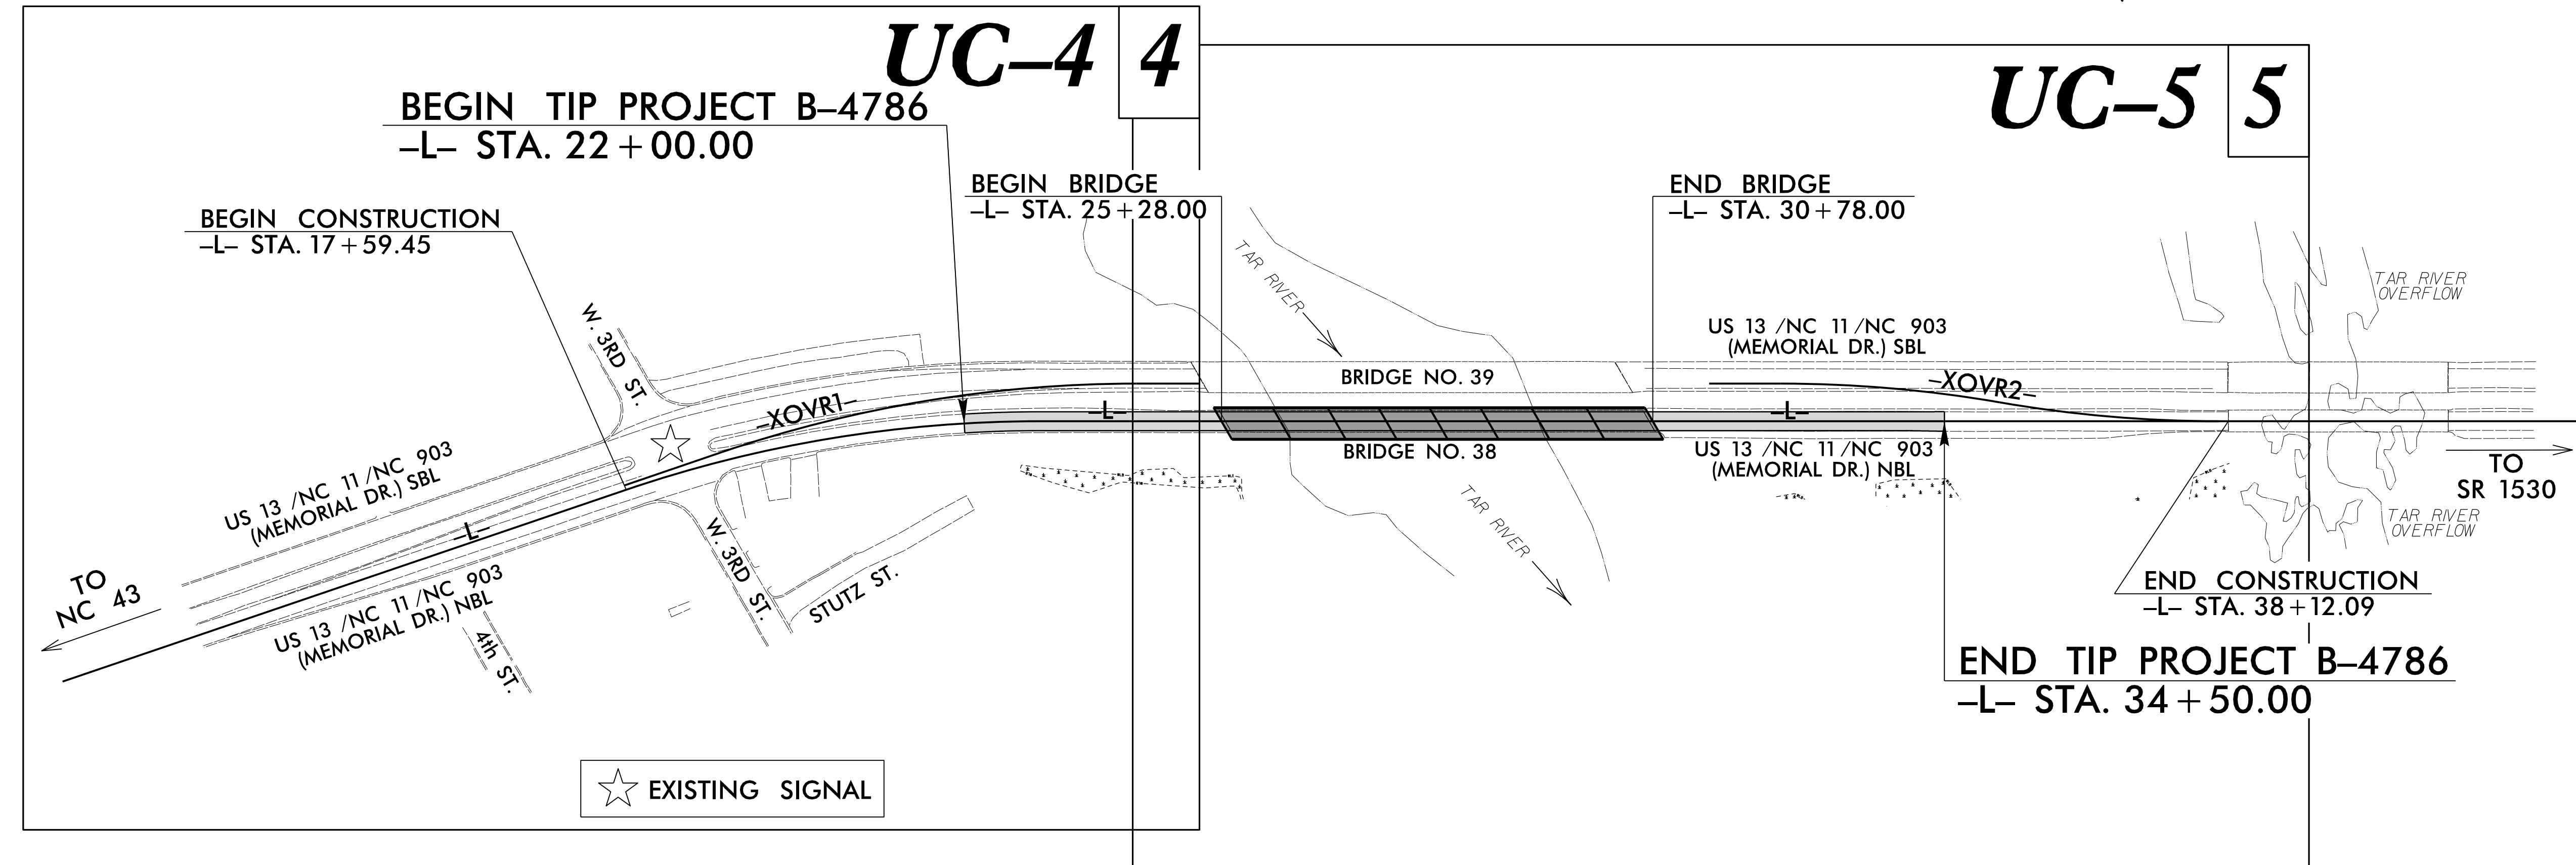 UC–4 4
UC–5 5
BEGIN TIP PROJECT B–4786
–L– STA. 22+00.00
BEGIN BRIDGE
–L– STA. 25+28.00
END BRIDGE
–L– STA. 30+78.00
BEGIN CONSTRUCTION
–L– STA. 17+59.45
TAR RIVER
TAR RIVER
OVERFLOW
W. 3RD ST.
US 13 /NC 11 /NC 903
(MEMORIAL DR.) SBL
BRIDGE NO. 39
–XOVR2–
–XOVR1–
–L–
–L–
BRIDGE NO. 38
US 13 /NC 11 /NC 903
(MEMORIAL DR.) NBL
TO
SR 1530
US 13 /NC 11 /NC 903
(MEMORIAL DR.) SBL
–L–
TAR RIVER
TAR RIVER
OVERFLOW
W. 3RD ST.
STUTZ ST.
TO
NC 43
US 13 /NC 11 /NC 903
(MEMORIAL DR.) NBL
4th ST.
END CONSTRUCTION
–L– STA. 38+12.09
END TIP PROJECT B–4786
–L– STA. 34+50.00
EXISTING SIGNAL